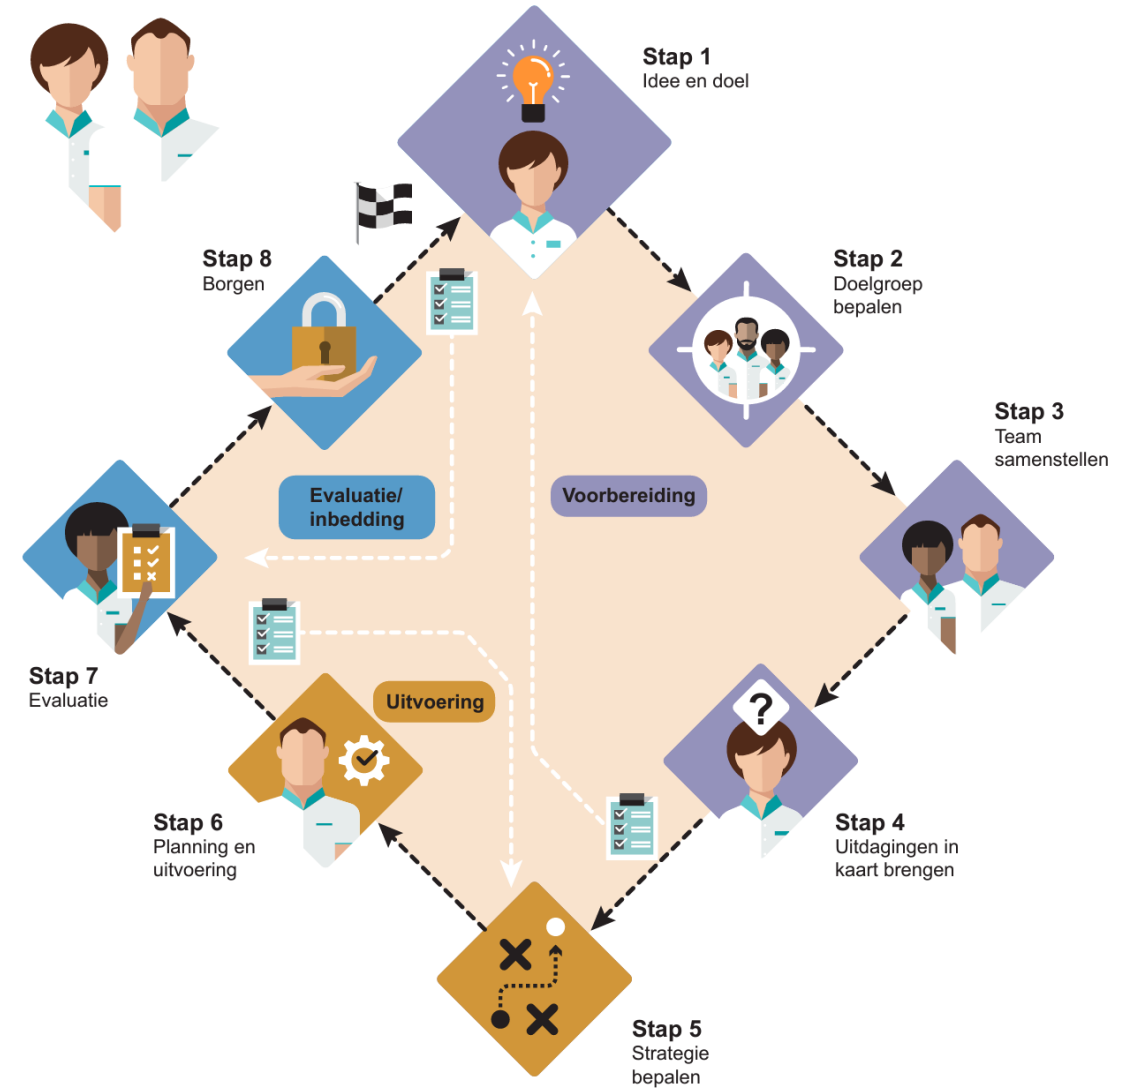 Stap 1
Idee en doel
Stap 2
Doelgroep
bepalen
Stap 3
Team
samenstellen
Stap 4
Uitdagingen in
kaart brengen
Stap 5
Strategie
bepalen
Stap 6
Planning en
uitvoering
Stap 7
Evaluatie
Stap 8
Borgen
Evaluatie/
inbedding
Voorbereiding
Uitvoering
?